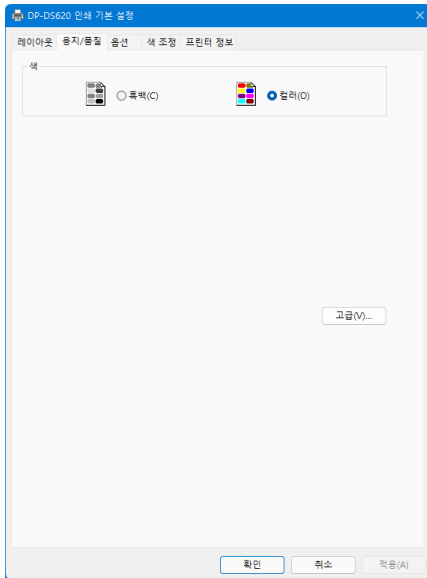 DP-DS620 인쇄 기본 설정
레이아웃 용지/품질 옵션 색 조정 프린터 정보
색
흑백(C) 컬러(O)
고급(V)...
확인 취소 적용(A)